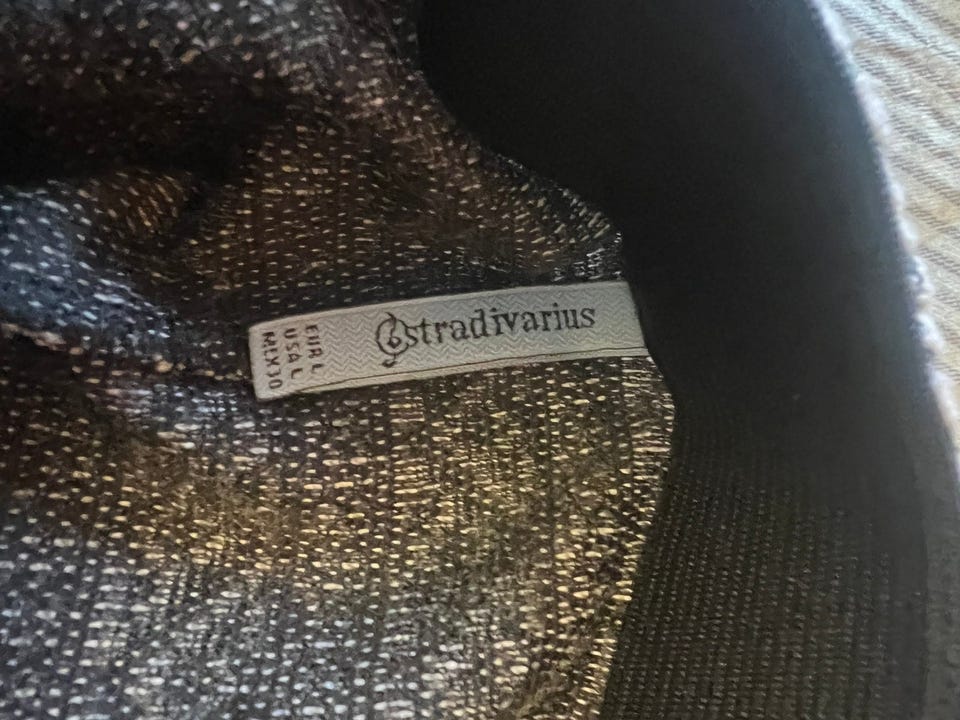 stradivarius
EUR L
USA L
MEX 30